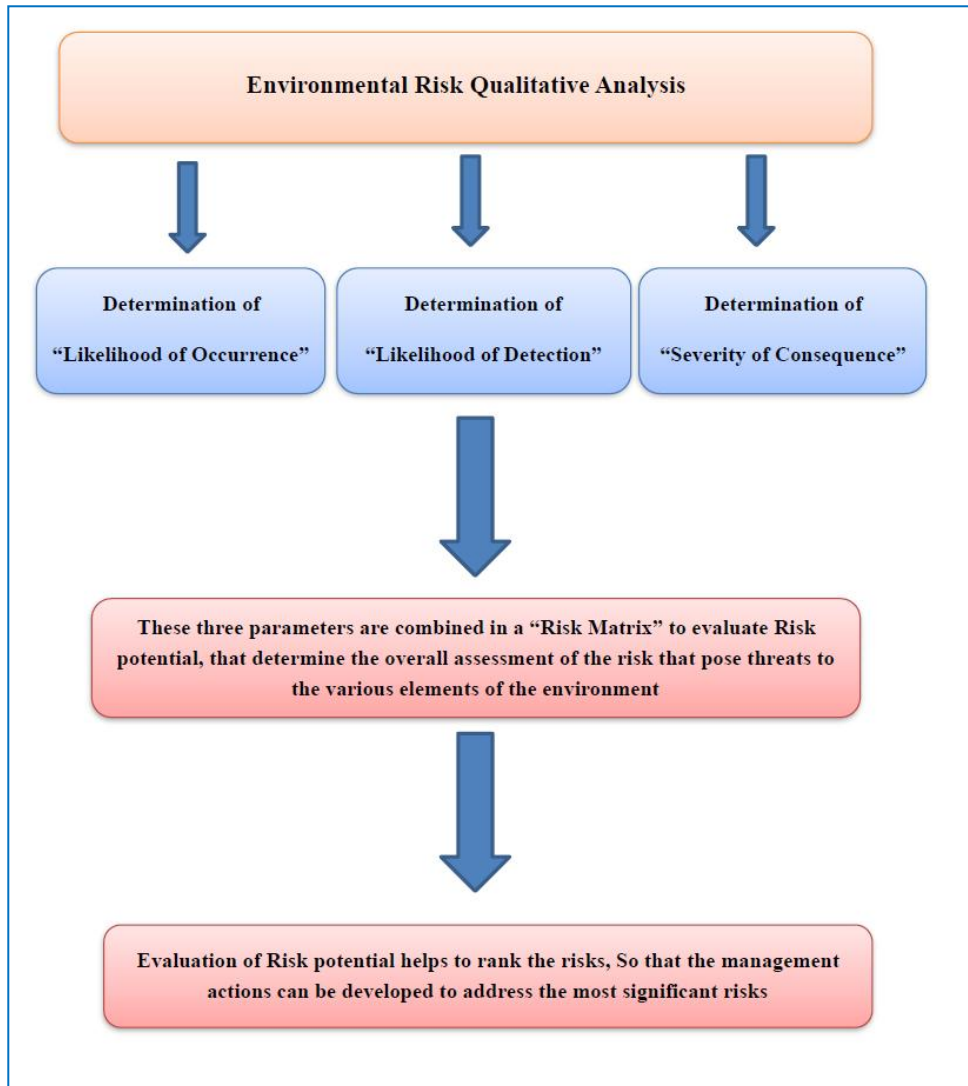 Environmental Risk Qualitative Analysis
Determination of
“Likelihood of Occurrence”
Determination of
“Likelihood of Detection”
Determination of
“Severity of Consequence”
These three parameters are combined in a “Risk Matrix” to evaluate Risk
potential, that determine the overall assessment of the risk that pose threats to
the various elements of the environment
Evaluation of Risk potential helps to rank the risks, So that the management
actions can be developed to address the most significant risks